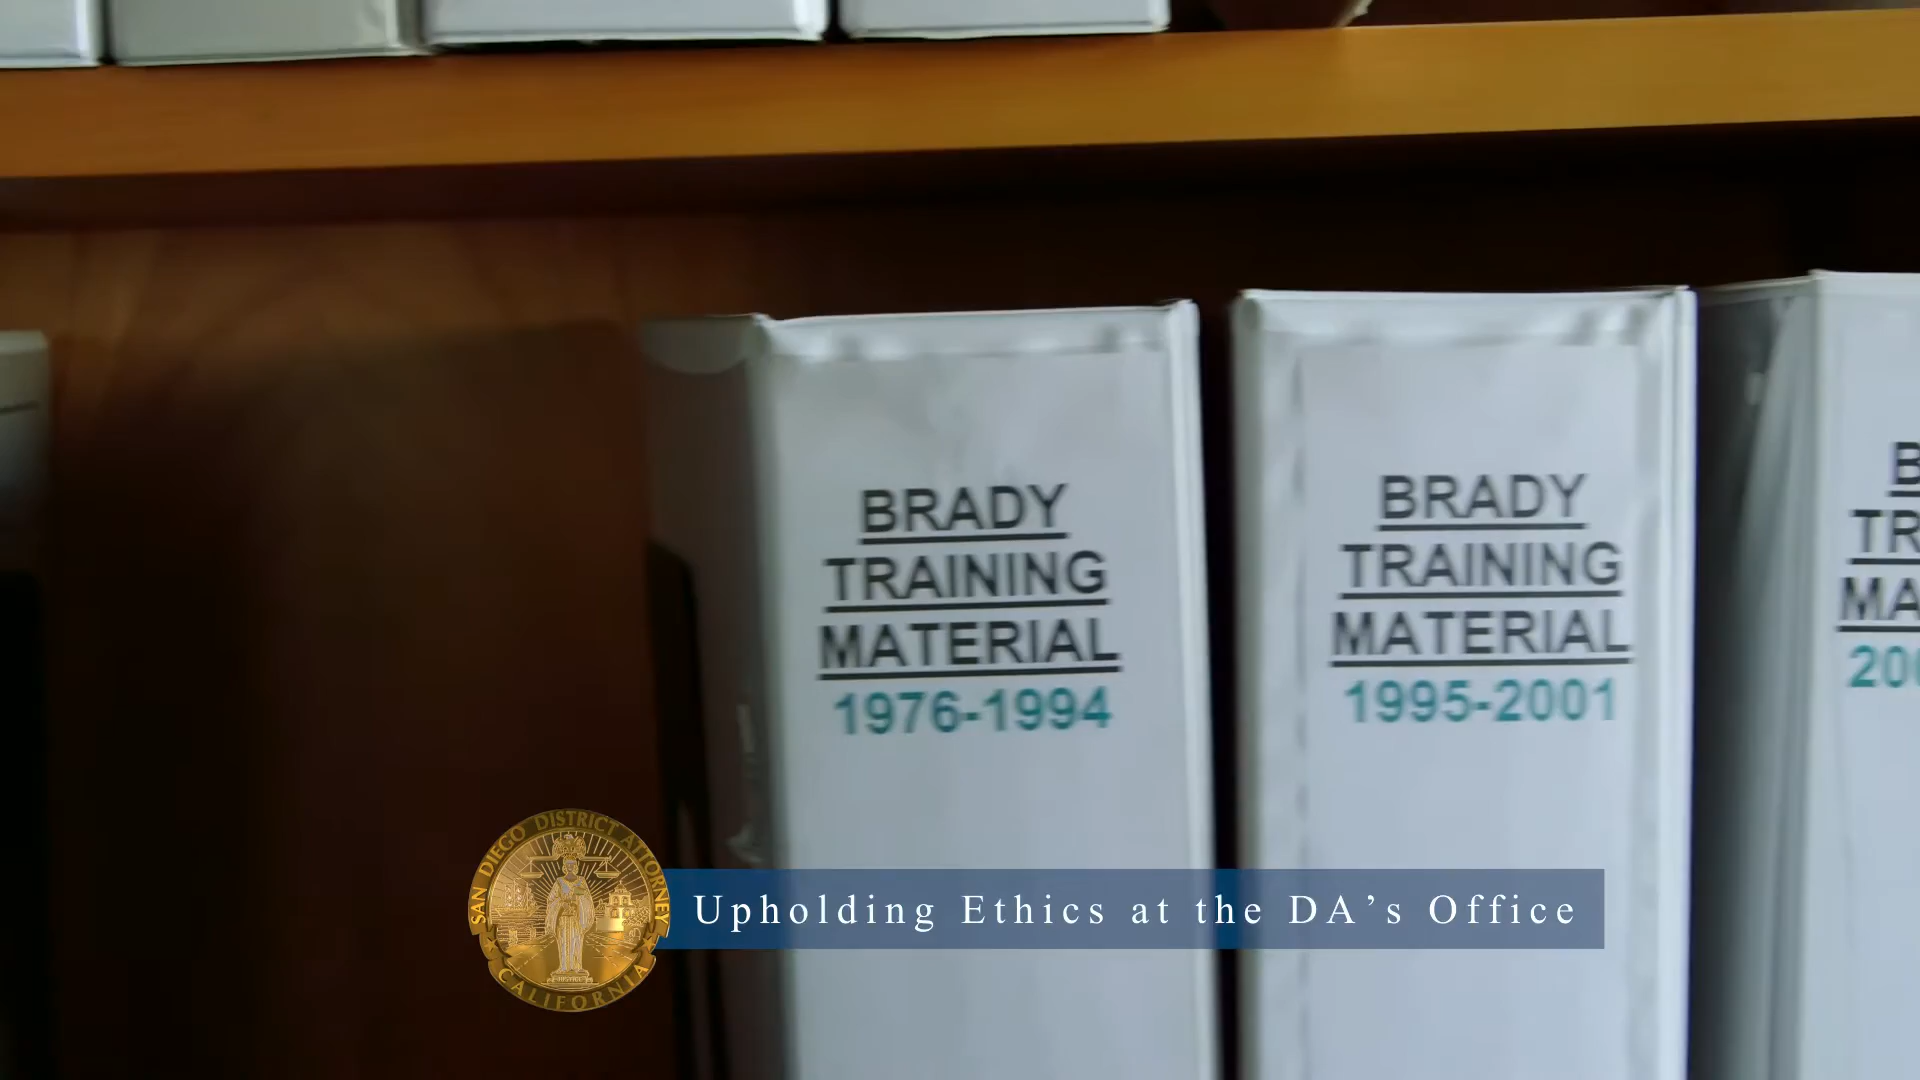 BRADY
TRAINING
MATERIAL
1976-1994
BRADY
TRAINING
MATERIAL
1995-2001
SAN DIEGO DISTRICT ATTORNEY
CALIFORNIA
Upholding Ethics at the DA’s Office